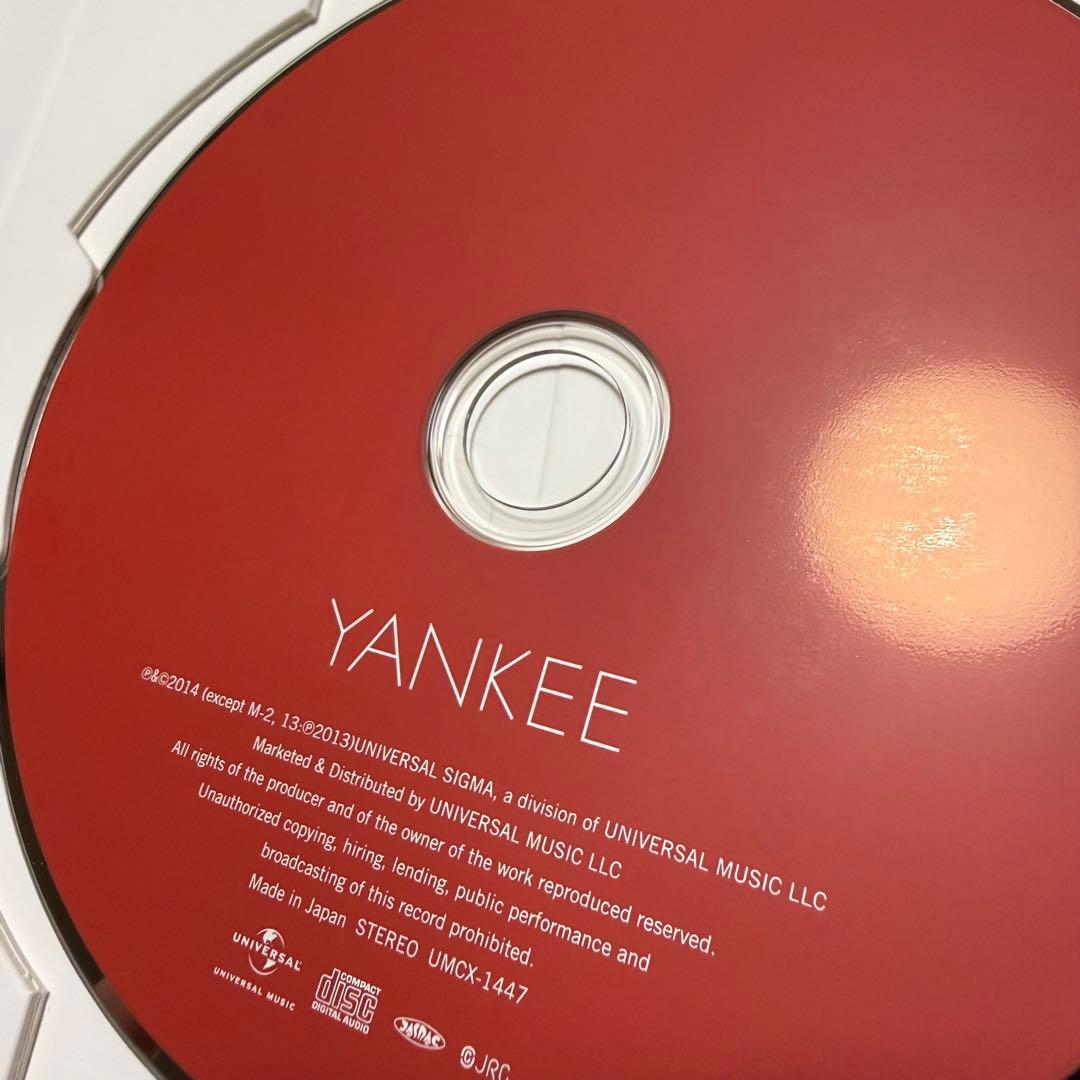 YANKEE
℗&©2014 (except M-2, 13:℗2013)UNIVERSAL SIGMA, a division of UNIVERSAL MUSIC LLC
Marketed & Distributed by UNIVERSAL MUSIC LLC
All rights of the producer and of the owner of the work reproduced reserved.
Unauthorized copying, hiring, lending, public performance and
broadcasting of this record prohibited.
Made in Japan STEREO UMCX-1447
UNIVERSAL
UNIVERSAL MUSIC
COMPACT
disc
DIGITAL AUDIO
JASRAC
©JRC